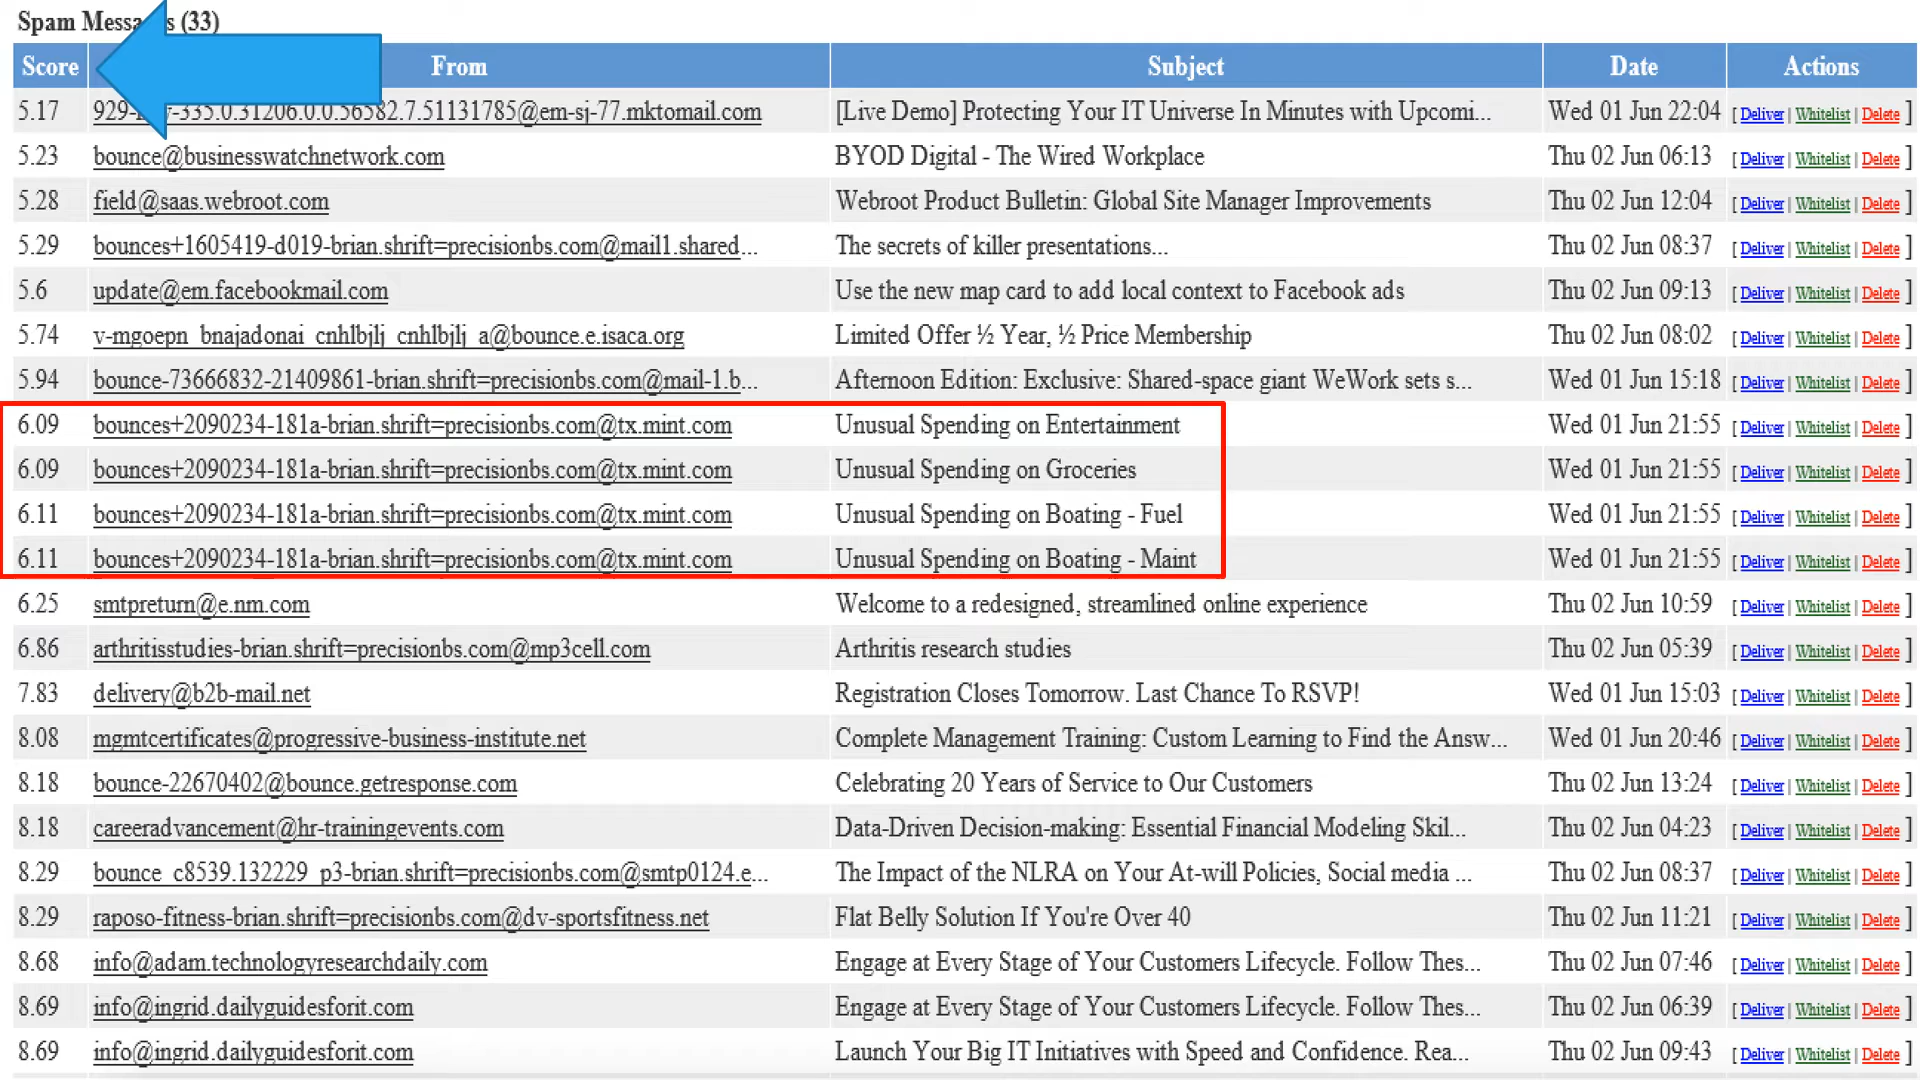 Spam Messa s (33)
Score From Subject Date Actions
5.17 929- -335.0.31206.0.0.56582.7.51131785@em-sj-77.mktomail.com [Live Demo] Protecting Your IT Universe In Minutes with Upcomi... Wed 01 Jun 22:04 [ Deliver | Whitelist | Delete ]
5.23 bounce@businesswatchnetwork.com BYOD Digital - The Wired Workplace Thu 02 Jun 06:13 [ Deliver | Whitelist | Delete ]
5.28 field@saas.webroot.com Webroot Product Bulletin: Global Site Manager Improvements Thu 02 Jun 12:04 [ Deliver | Whitelist | Delete ]
5.29 bounces+1605419-d019-brian.shrift=precisionbs.com@mail1.shared... The secrets of killer presentations... Thu 02 Jun 08:37 [ Deliver | Whitelist | Delete ]
5.6 update@em.facebookmail.com Use the new map card to add local context to Facebook ads Thu 02 Jun 09:13 [ Deliver | Whitelist | Delete ]
5.74 v-mgoepn_bnajadonai_cnhlbjlj_cnhlbjlj_a@bounce.e.isaca.org Limited Offer ½ Year, ½ Price Membership Thu 02 Jun 08:02 [ Deliver | Whitelist | Delete ]
5.94 bounce-73666832-21409861-brian.shrift=precisionbs.com@mail-1.b... Afternoon Edition: Exclusive: Shared-space giant WeWork sets s... Wed 01 Jun 15:18 [ Deliver | Whitelist | Delete ]
6.09 bounces+2090234-181a-brian.shrift=precisionbs.com@tx.mint.com Unusual Spending on Entertainment Wed 01 Jun 21:55 [ Deliver | Whitelist | Delete ]
6.09 bounces+2090234-181a-brian.shrift=precisionbs.com@tx.mint.com Unusual Spending on Groceries Wed 01 Jun 21:55 [ Deliver | Whitelist | Delete ]
6.11 bounces+2090234-181a-brian.shrift=precisionbs.com@tx.mint.com Unusual Spending on Boating - Fuel Wed 01 Jun 21:55 [ Deliver | Whitelist | Delete ]
6.11 bounces+2090234-181a-brian.shrift=precisionbs.com@tx.mint.com Unusual Spending on Boating - Maint Wed 01 Jun 21:55 [ Deliver | Whitelist | Delete ]
6.25 smtpreturn@e.nm.com Welcome to a redesigned, streamlined online experience Thu 02 Jun 10:59 [ Deliver | Whitelist | Delete ]
6.86 arthritisstudies-brian.shrift=precisionbs.com@mp3cell.com Arthritis research studies Thu 02 Jun 05:39 [ Deliver | Whitelist | Delete ]
7.83 delivery@b2b-mail.net Registration Closes Tomorrow. Last Chance To RSVP! Wed 01 Jun 15:03 [ Deliver | Whitelist | Delete ]
8.08 mgmtcertificates@progressive-business-institute.net Complete Management Training: Custom Learning to Find the Answ... Wed 01 Jun 20:46 [ Deliver | Whitelist | Delete ]
8.18 bounce-22670402@bounce.getresponse.com Celebrating 20 Years of Service to Our Customers Thu 02 Jun 13:24 [ Deliver | Whitelist | Delete ]
8.18 careeradvancement@hr-trainingevents.com Data-Driven Decision-making: Essential Financial Modeling Skil... Thu 02 Jun 04:23 [ Deliver | Whitelist | Delete ]
8.29 bounce_c8539.132229_p3-brian.shrift=precisionbs.com@smtp0124.e... The Impact of the NLRA on Your At-will Policies, Social media ... Thu 02 Jun 08:37 [ Deliver | Whitelist | Delete ]
8.29 raposo-fitness-brian.shrift=precisionbs.com@dv-sportsfitness.net Flat Belly Solution If You're Over 40 Thu 02 Jun 11:21 [ Deliver | Whitelist | Delete ]
8.68 info@adam.technologyresearchdaily.com Engage at Every Stage of Your Customers Lifecycle. Follow Thes... Thu 02 Jun 07:46 [ Deliver | Whitelist | Delete ]
8.69 info@ingrid.dailyguidesforit.com Engage at Every Stage of Your Customers Lifecycle. Follow Thes... Thu 02 Jun 06:39 [ Deliver | Whitelist | Delete ]
8.69 info@ingrid.dailyguidesforit.com Launch Your Big IT Initiatives with Speed and Confidence. Rea... Thu 02 Jun 09:43 [ Deliver | Whitelist | Delete ]